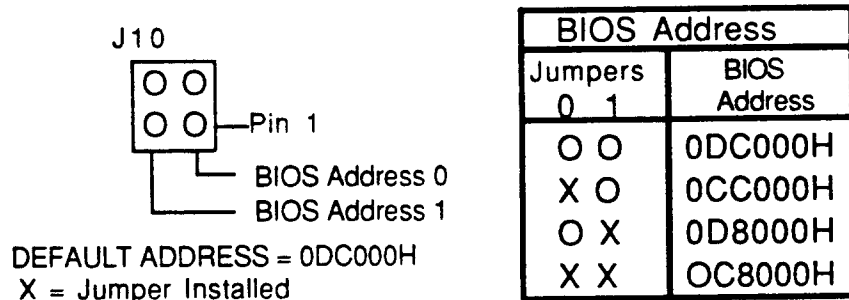 J10
Pin 1
BIOS Address 0
BIOS Address 1
DEFAULT ADDRESS = 0DC000H
X = Jumper Installed
BIOS Address
Jumpers BIOS
0 1 Address
O O 0DC000H
X O 0CC000H
O X 0D8000H
X X OC8000H